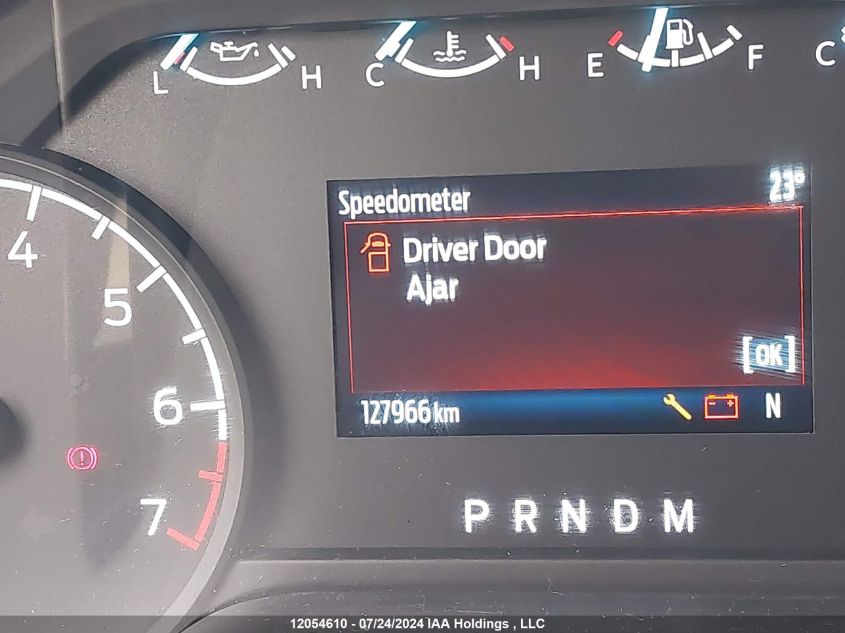 L H C H E F C
4
5
6
7
Speedometer 23°
Driver Door
Ajar
[OK]
127966 km N
P R N D M
12054610 - 07/24/2024 IAA Holdings , LLC